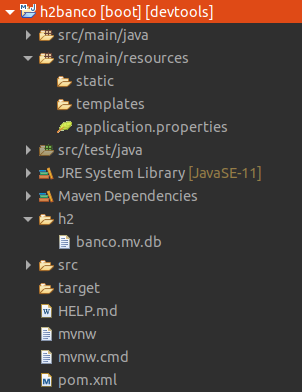 h2banco [boot] [devtools]
src/main/java
src/main/resources
static
templates
application.properties
src/test/java
JRE System Library [JavaSE-11]
Maven Dependencies
h2
banco.mv.db
src
target
HELP.md
mvnw
mvnw.cmd
pom.xml